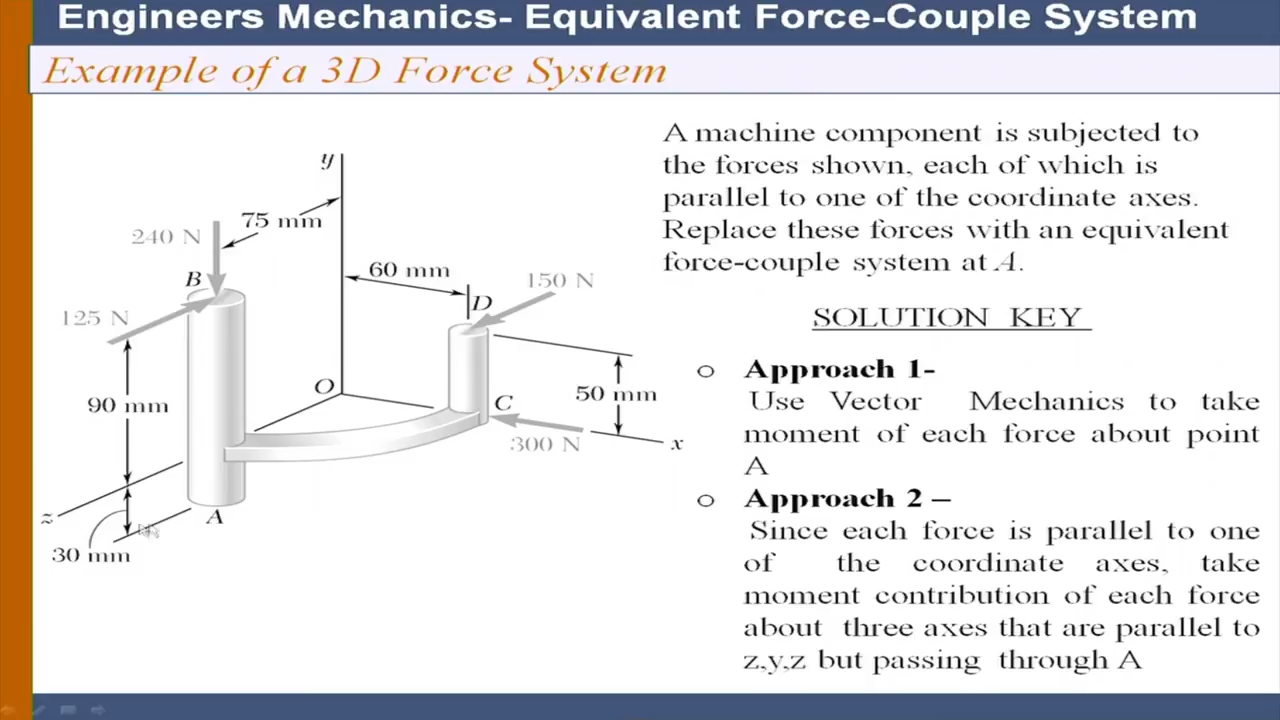 Engineers Mechanics- Equivalent Force-Couple System
Example of a 3D Force System
y
75 mm
240 N
B
60 mm
150 N
D
125 N
O
C
50 mm
90 mm
300 N
x
z
A
30 mm
A machine component is subjected to
the forces shown, each of which is
parallel to one of the coordinate axes.
Replace these forces with an equivalent
force-couple system at A.
SOLUTION KEY
o Approach 1-
Use Vector Mechanics to take
moment of each force about point
A
o Approach 2 –
Since each force is parallel to one
of the coordinate axes, take
moment contribution of each force
about three axes that are parallel to
z,y,z but passing through A